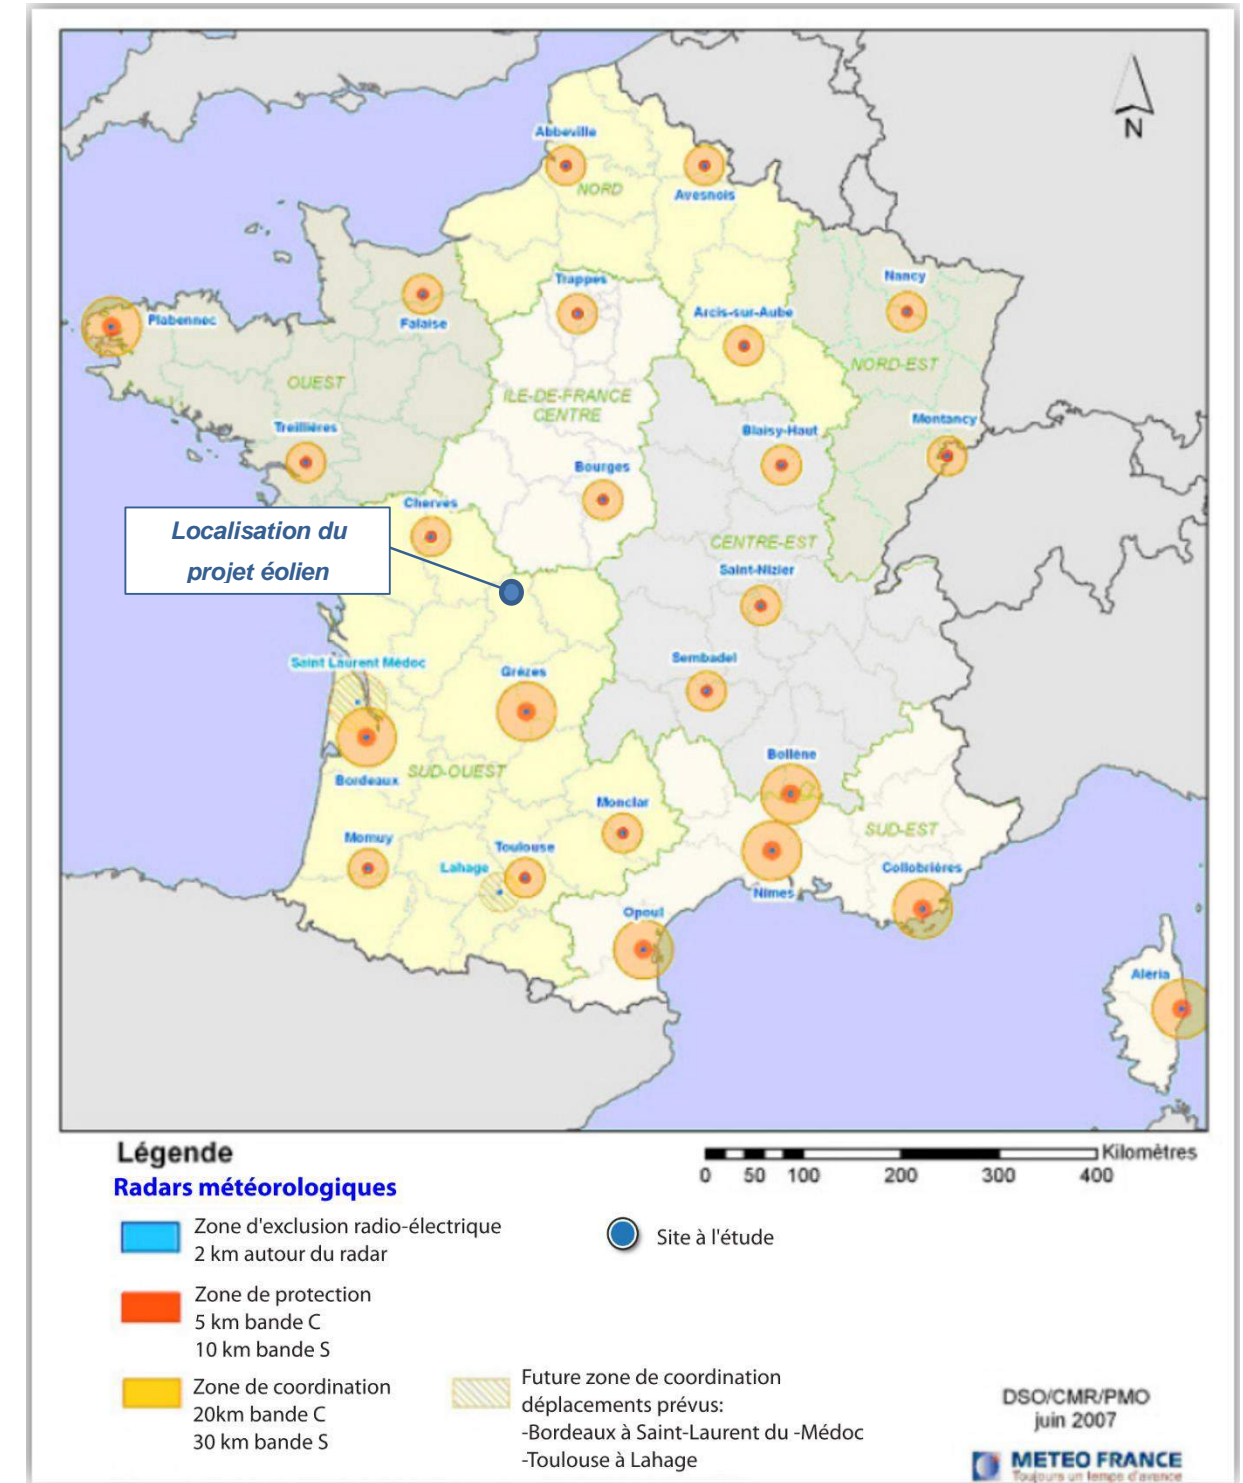 N
Abbeville
NORD
Avesnois
Trappes
Nancy
Plabennec
Falaise
Arcis-sur-Aube
NORD-EST
OUEST
ILE-DE-FRANCE
CENTRE
Treillières
Blaisy-Haut
Montancy
Bourges
Cherves
Localisation du
projet éolien
CENTRE-EST
Saint-Nizier
Saint Laurent Médoc
Grèzes
Sembadel
Bordeaux
SUD-OUEST
Bollène
Monclar
SUD-EST
Momuy
Toulouse
Lahage
Nîmes
Collobrières
Opoul
Aléria
Légende
Radars météorologiques
Kilomètres
0 50 100 200 300 400
Zone d'exclusion radio-électrique
2 km autour du radar
Site à l'étude
Zone de protection
5 km bande C
10 km bande S
Zone de coordination
20km bande C
30 km bande S
Future zone de coordination
déplacements prévus:
-Bordeaux à Saint-Laurent du -Médoc
-Toulouse à Lahage
DSO/CMR/PMO
juin 2007
METEO FRANCE
Toujours un temps d'avance